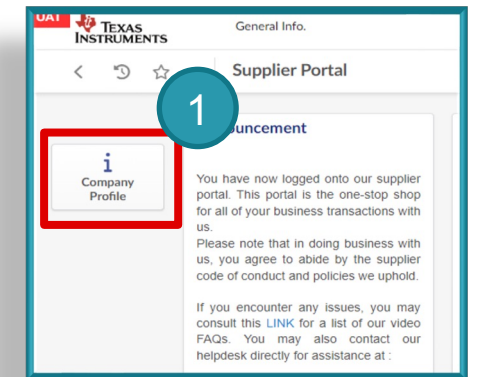 UAT
TEXAS
INSTRUMENTS
General Info.
Supplier Portal
1
uncement
i
Company
Profile
You have now logged onto our supplier
portal. This portal is the one-stop shop
for all of your business transactions with
us.
Please note that in doing business with
us, you agree to abide by the supplier
code of conduct and policies we uphold.
If you encounter any issues, you may
consult this LINK for a list of our video
FAQs. You may also contact our
helpdesk directly for assistance at :